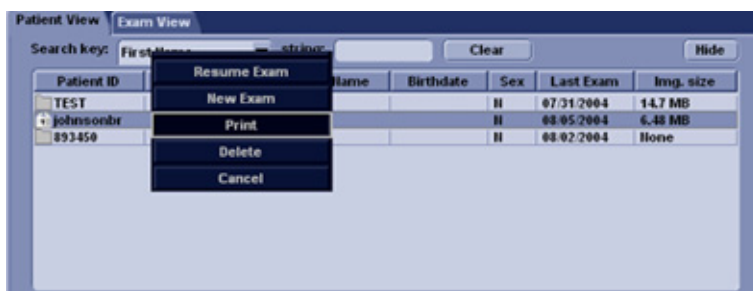 Patient View Exam View
Search key: First Name string: Clear Hide
Patient ID Name Birthdate Sex Last Exam Img. size
Resume Exam
TEST N 07/31/2004 14.7 MB
New Exam
johnsonbr N 08/05/2004 6.48 MB
Print
893450 N 08/02/2004 None
Delete
Cancel